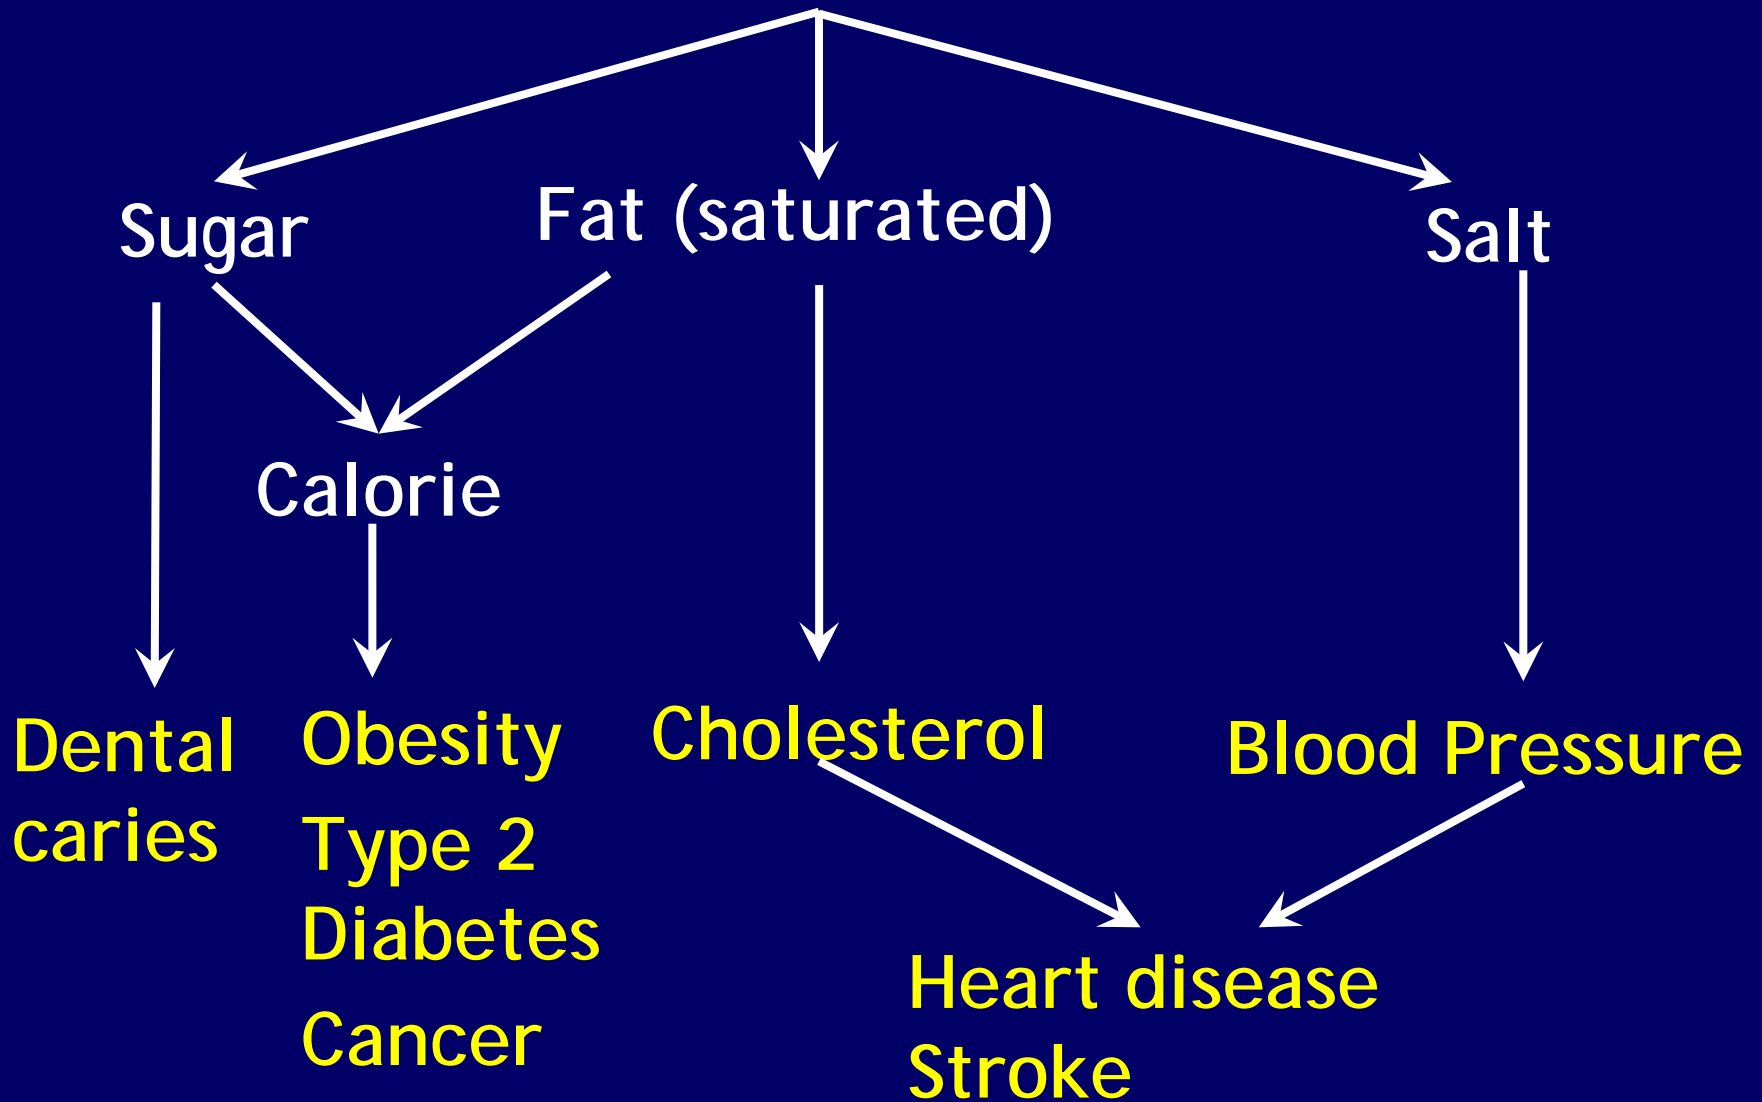 Sugar
Fat (saturated)
Salt
Calorie
Dental
caries
Obesity
Type 2
Diabetes
Cancer
Cholesterol
Blood Pressure
Heart disease
Stroke